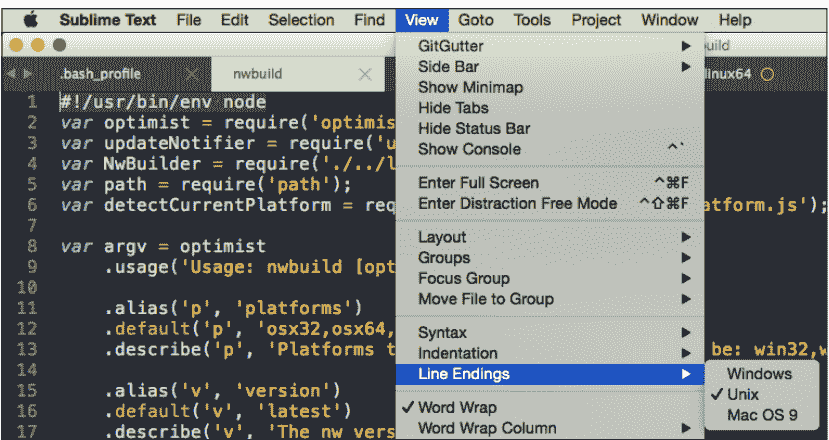 Sublime Text File Edit Selection Find View Goto Tools Project Window Help
.bash_profile nwbuild linux64
1 #!/usr/bin/env node
2 var optimist = require('optimis
3 var updateNotifier = require('u
4 var NwBuilder = require('./../l
5 var path = require('path');
6 var detectCurrentPlatform = req atform.js');
7
8 var argv = optimist
9 .usage('Usage: nwbuild [opt
10
11 .alias('p', 'platforms')
12 .default('p', 'osx32,osx64,
13 .describe('p', 'Platforms t be: win32,w
14
15 .alias('v', 'version')
16 .default('v', 'latest')
17 .describe('v', 'The nw vers
GitGutter
Side Bar
Show Minimap
Hide Tabs
Hide Status Bar
Show Console ^`
Enter Full Screen ^⌘F
Enter Distraction Free Mode ^⇧⌘F
Layout
Groups
Focus Group
Move File to Group
Syntax
Indentation
Line Endings
✓ Word Wrap
Word Wrap Column
Windows
✓ Unix
Mac OS 9